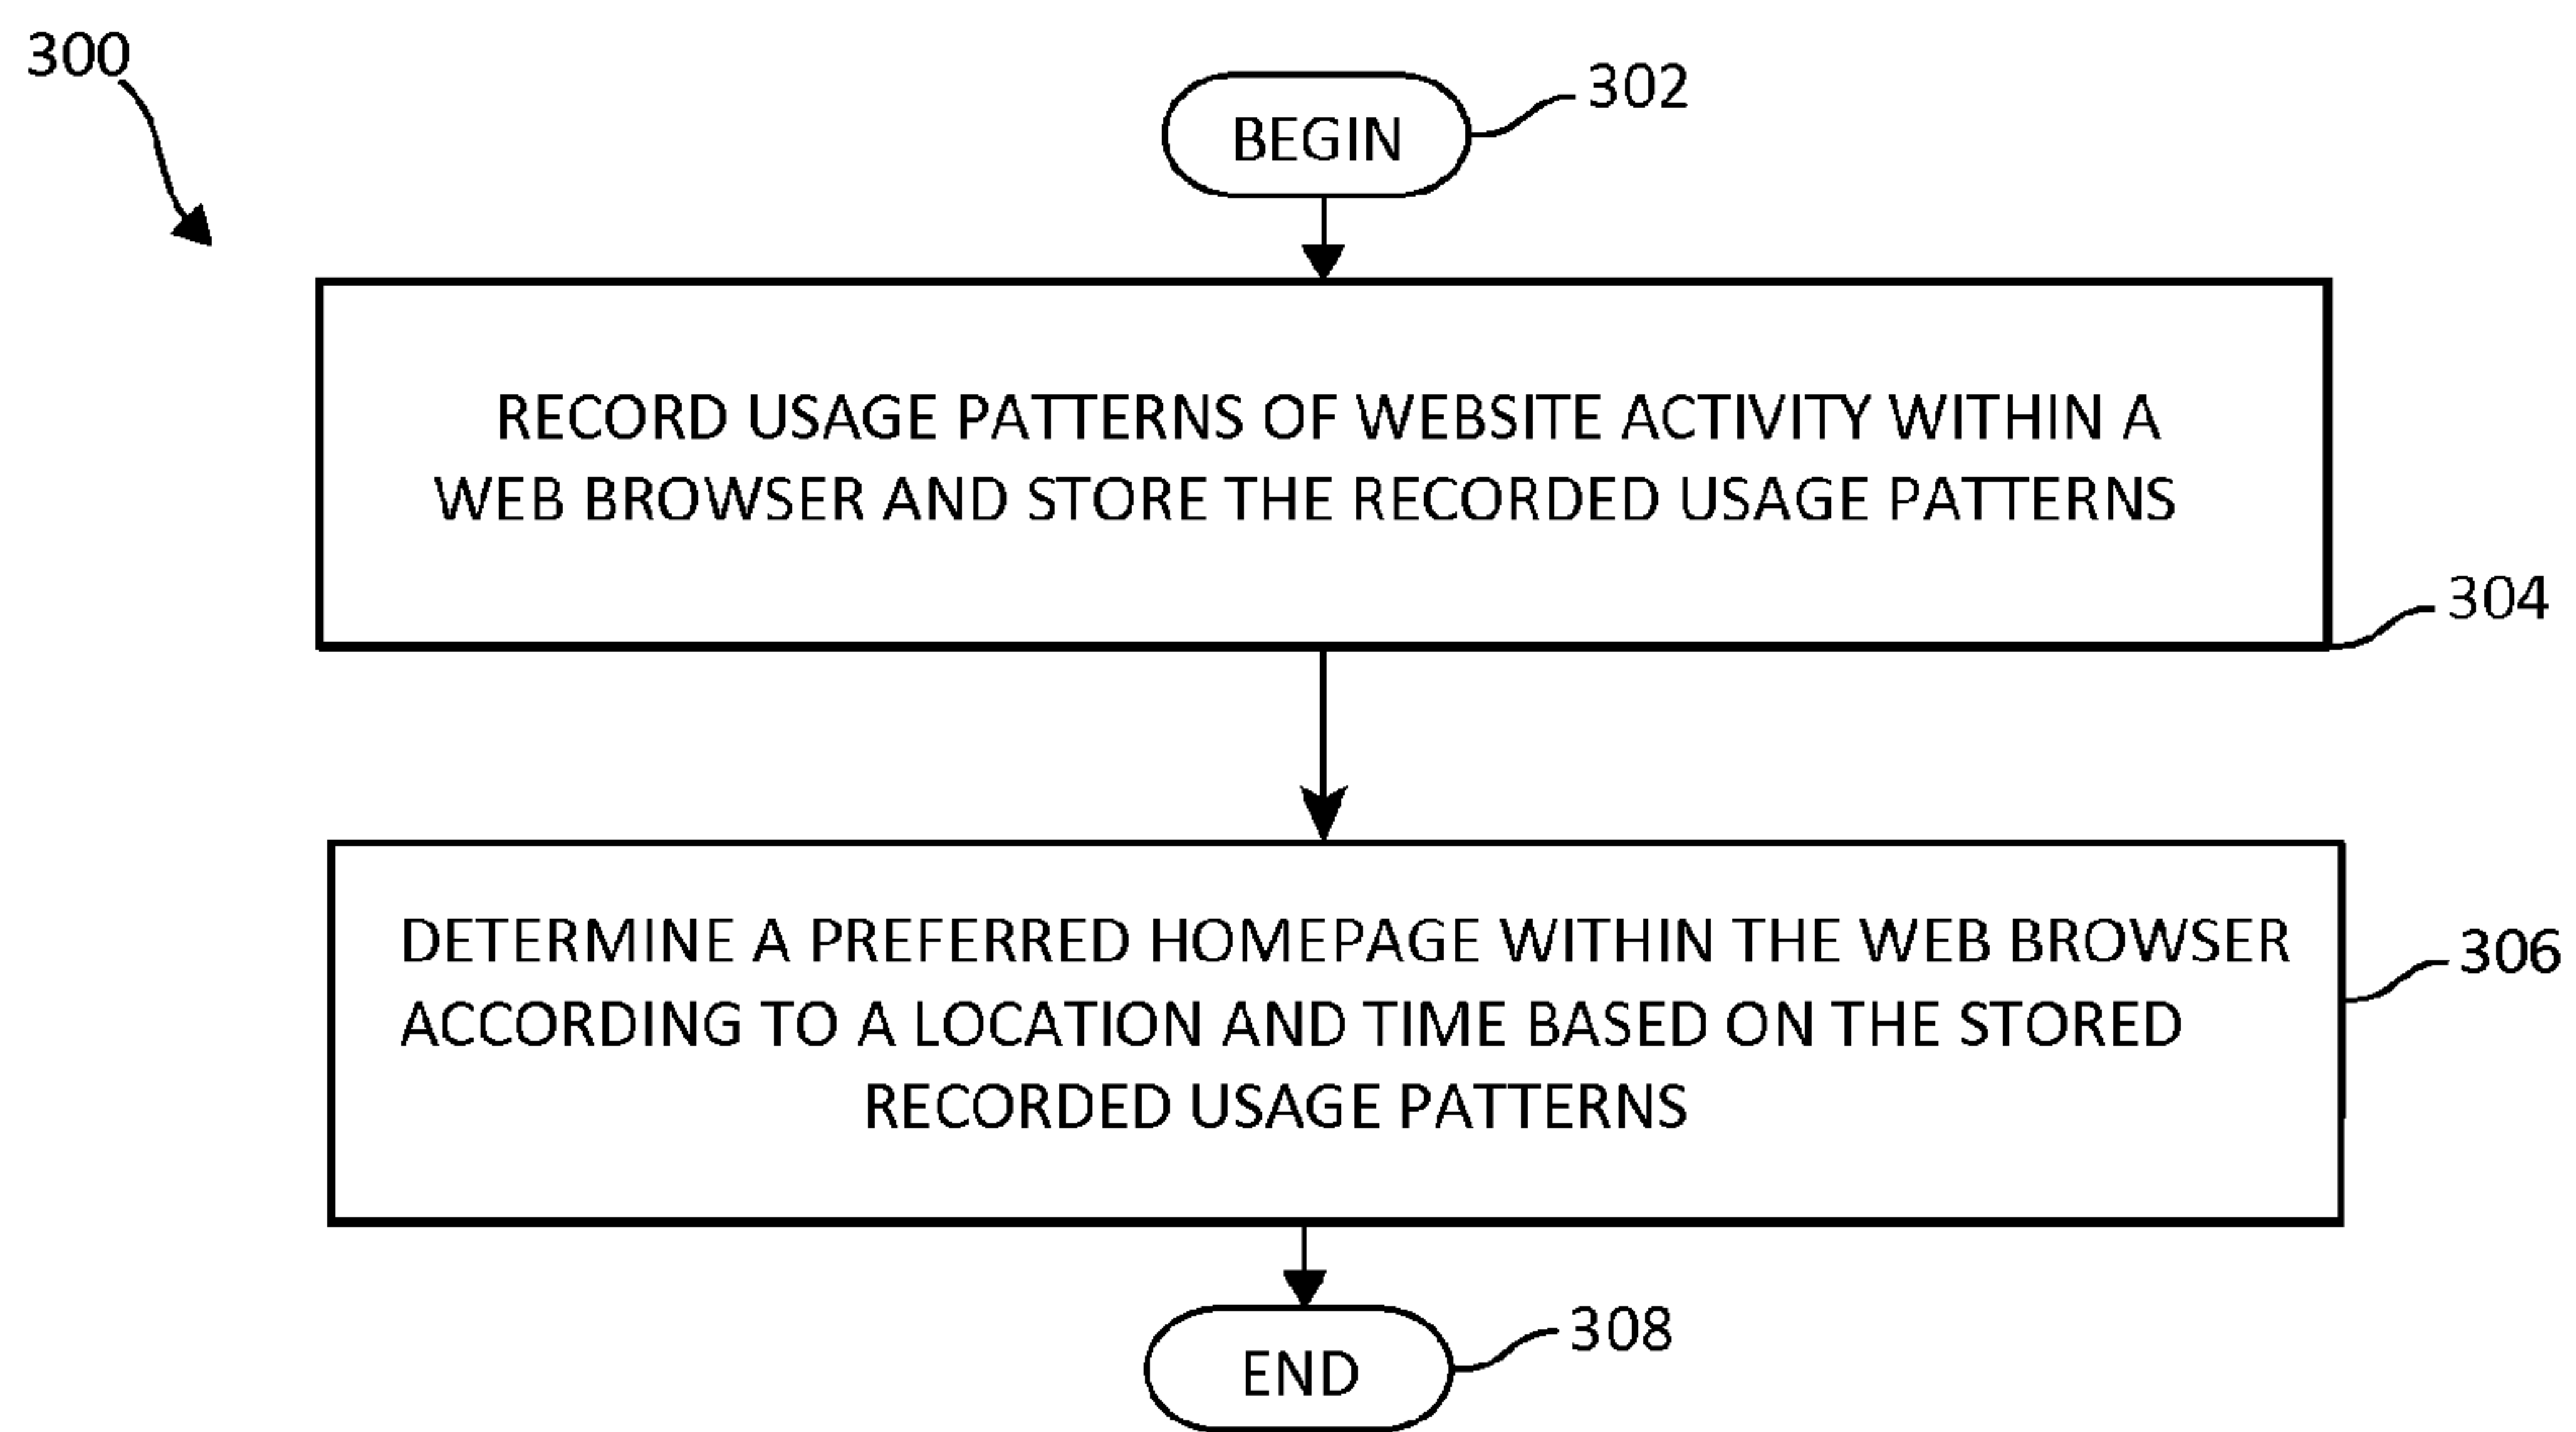 300
302
BEGIN
RECORD USAGE PATTERNS OF WEBSITE ACTIVITY WITHIN A
WEB BROWSER AND STORE THE RECORDED USAGE PATTERNS
304
DETERMINE A PREFERRED HOMEPAGE WITHIN THE WEB BROWSER
306
ACCORDING TO A LOCATION AND TIME BASED ON THE STORED
RECORDED USAGE PATTERNS
308
END